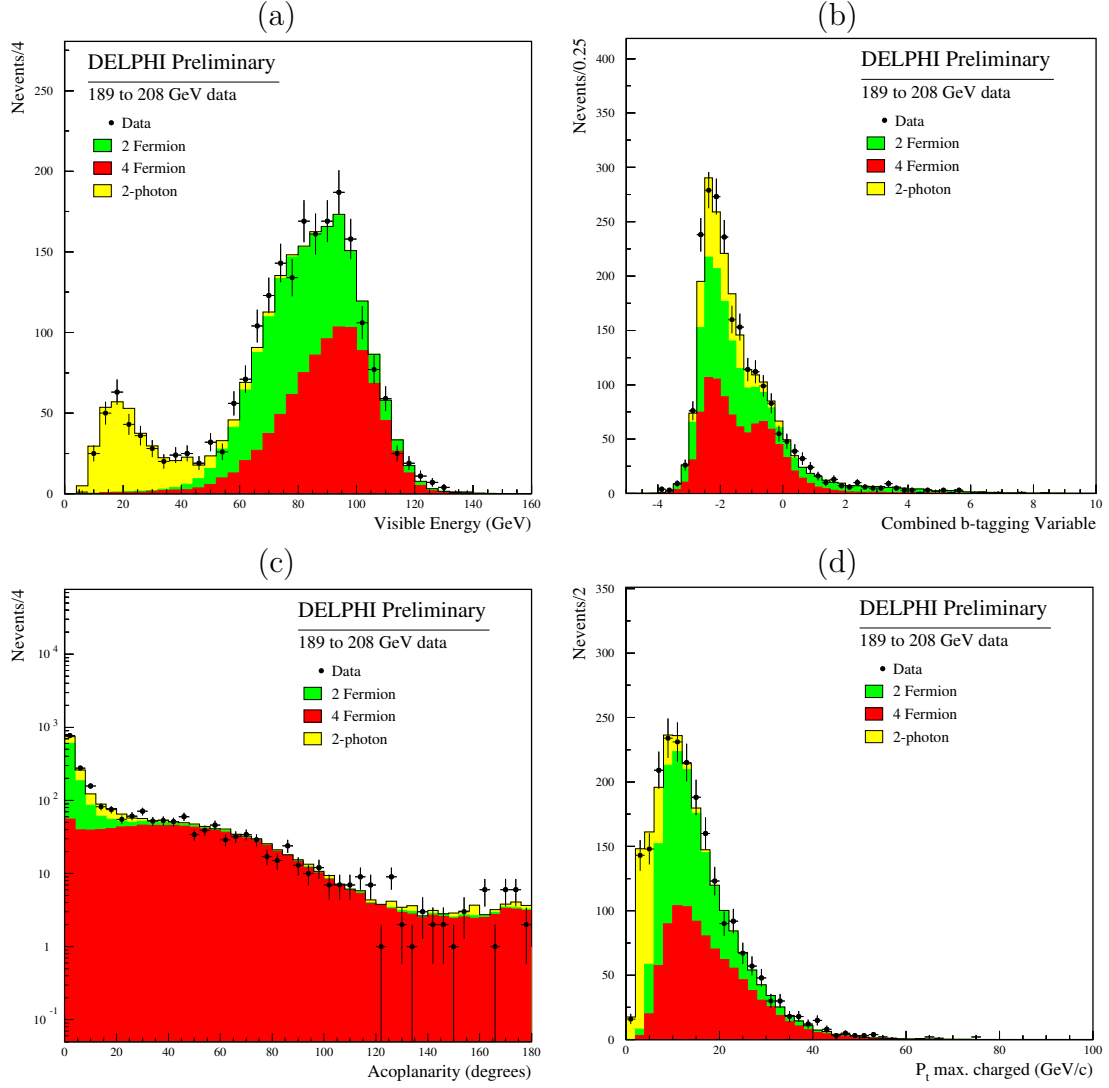 (a)
Nevents/4
DELPHI Preliminary
189 to 208 GeV data
Data
2 Fermion
4 Fermion
2-photon
250
200
150
100
50
0
0 20 40 60 80 100 120 140 160
Visible Energy (GeV)
(b)
Nevents/0.25
DELPHI Preliminary
189 to 208 GeV data
Data
2 Fermion
4 Fermion
2-photon
400
350
300
250
200
150
100
50
0
-4 -2 0 2 4 6 8 10
Combined b-tagging Variable
(c)
Nevents/4
DELPHI Preliminary
189 to 208 GeV data
Data
2 Fermion
4 Fermion
2-photon
10 4
10 3
10 2
10
1
10 -1
0 20 40 60 80 100 120 140 160 180
Acoplanarity (degrees)
(d)
Nevents/2
DELPHI Preliminary
189 to 208 GeV data
Data
2 Fermion
4 Fermion
2-photon
350
300
250
200
150
100
50
0
0 20 40 60 80 100
Pt max. charged (GeV/c)